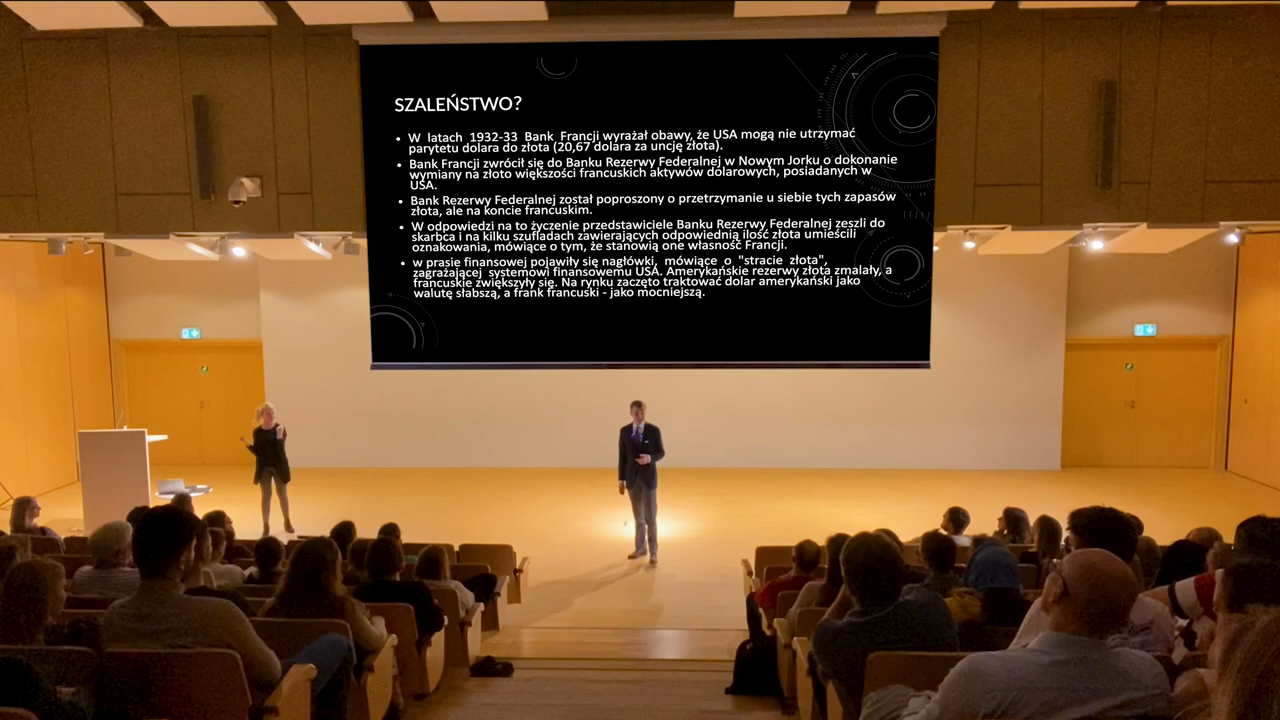 SZALEŃSTWO?
• W latach 1932-33 Bank Francji wyrażał obawy, że USA mogą nie utrzymać
parytetu dolara do złota (20,67 dolara za uncję złota).
• Bank Francji zwrócił się do Banku Rezerwy Federalnej w Nowym Jorku o dokonanie
wymiany na złoto większości francuskich aktywów dolarowych, posiadanych w
USA.
• Bank Rezerwy Federalnej został poproszony o przetrzymanie u siebie tych zapasów
złota, ale na koncie francuskim.
• W odpowiedzi na to życzenie przedstawiciele Banku Rezerwy Federalnej zeszli do
skarbca i na kilku szufladach zawierających odpowiednią ilość złota umieścili
oznakowania, mówiące o tym, że stanowią one własność Francji.
• w prasie finansowej pojawiły się nagłówki, mówiące o "stracie złota",
zagrażającej systemowi finansowemu USA. Amerykańskie rezerwy złota zmalały, a
francuskie zwiększyły się. Na rynku zaczęto traktować dolar amerykański jako
walutę słabszą, a frank francuski - jako mocniejszą.